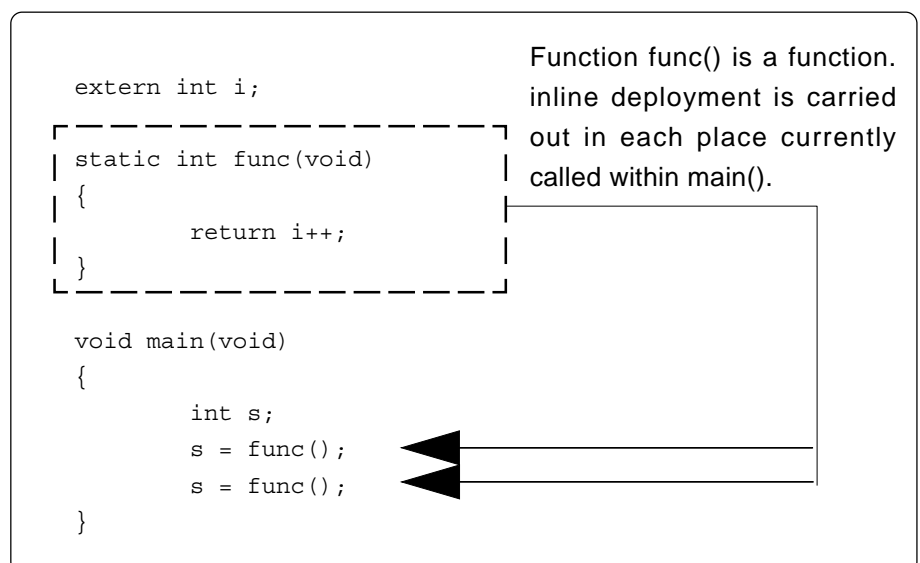 extern int i;
static int func(void)
{
return i++;
}
void main(void)
{
int s;
s = func();
s = func();
}
Function func() is a function.
inline deployment is carried
out in each place currently
called within main().